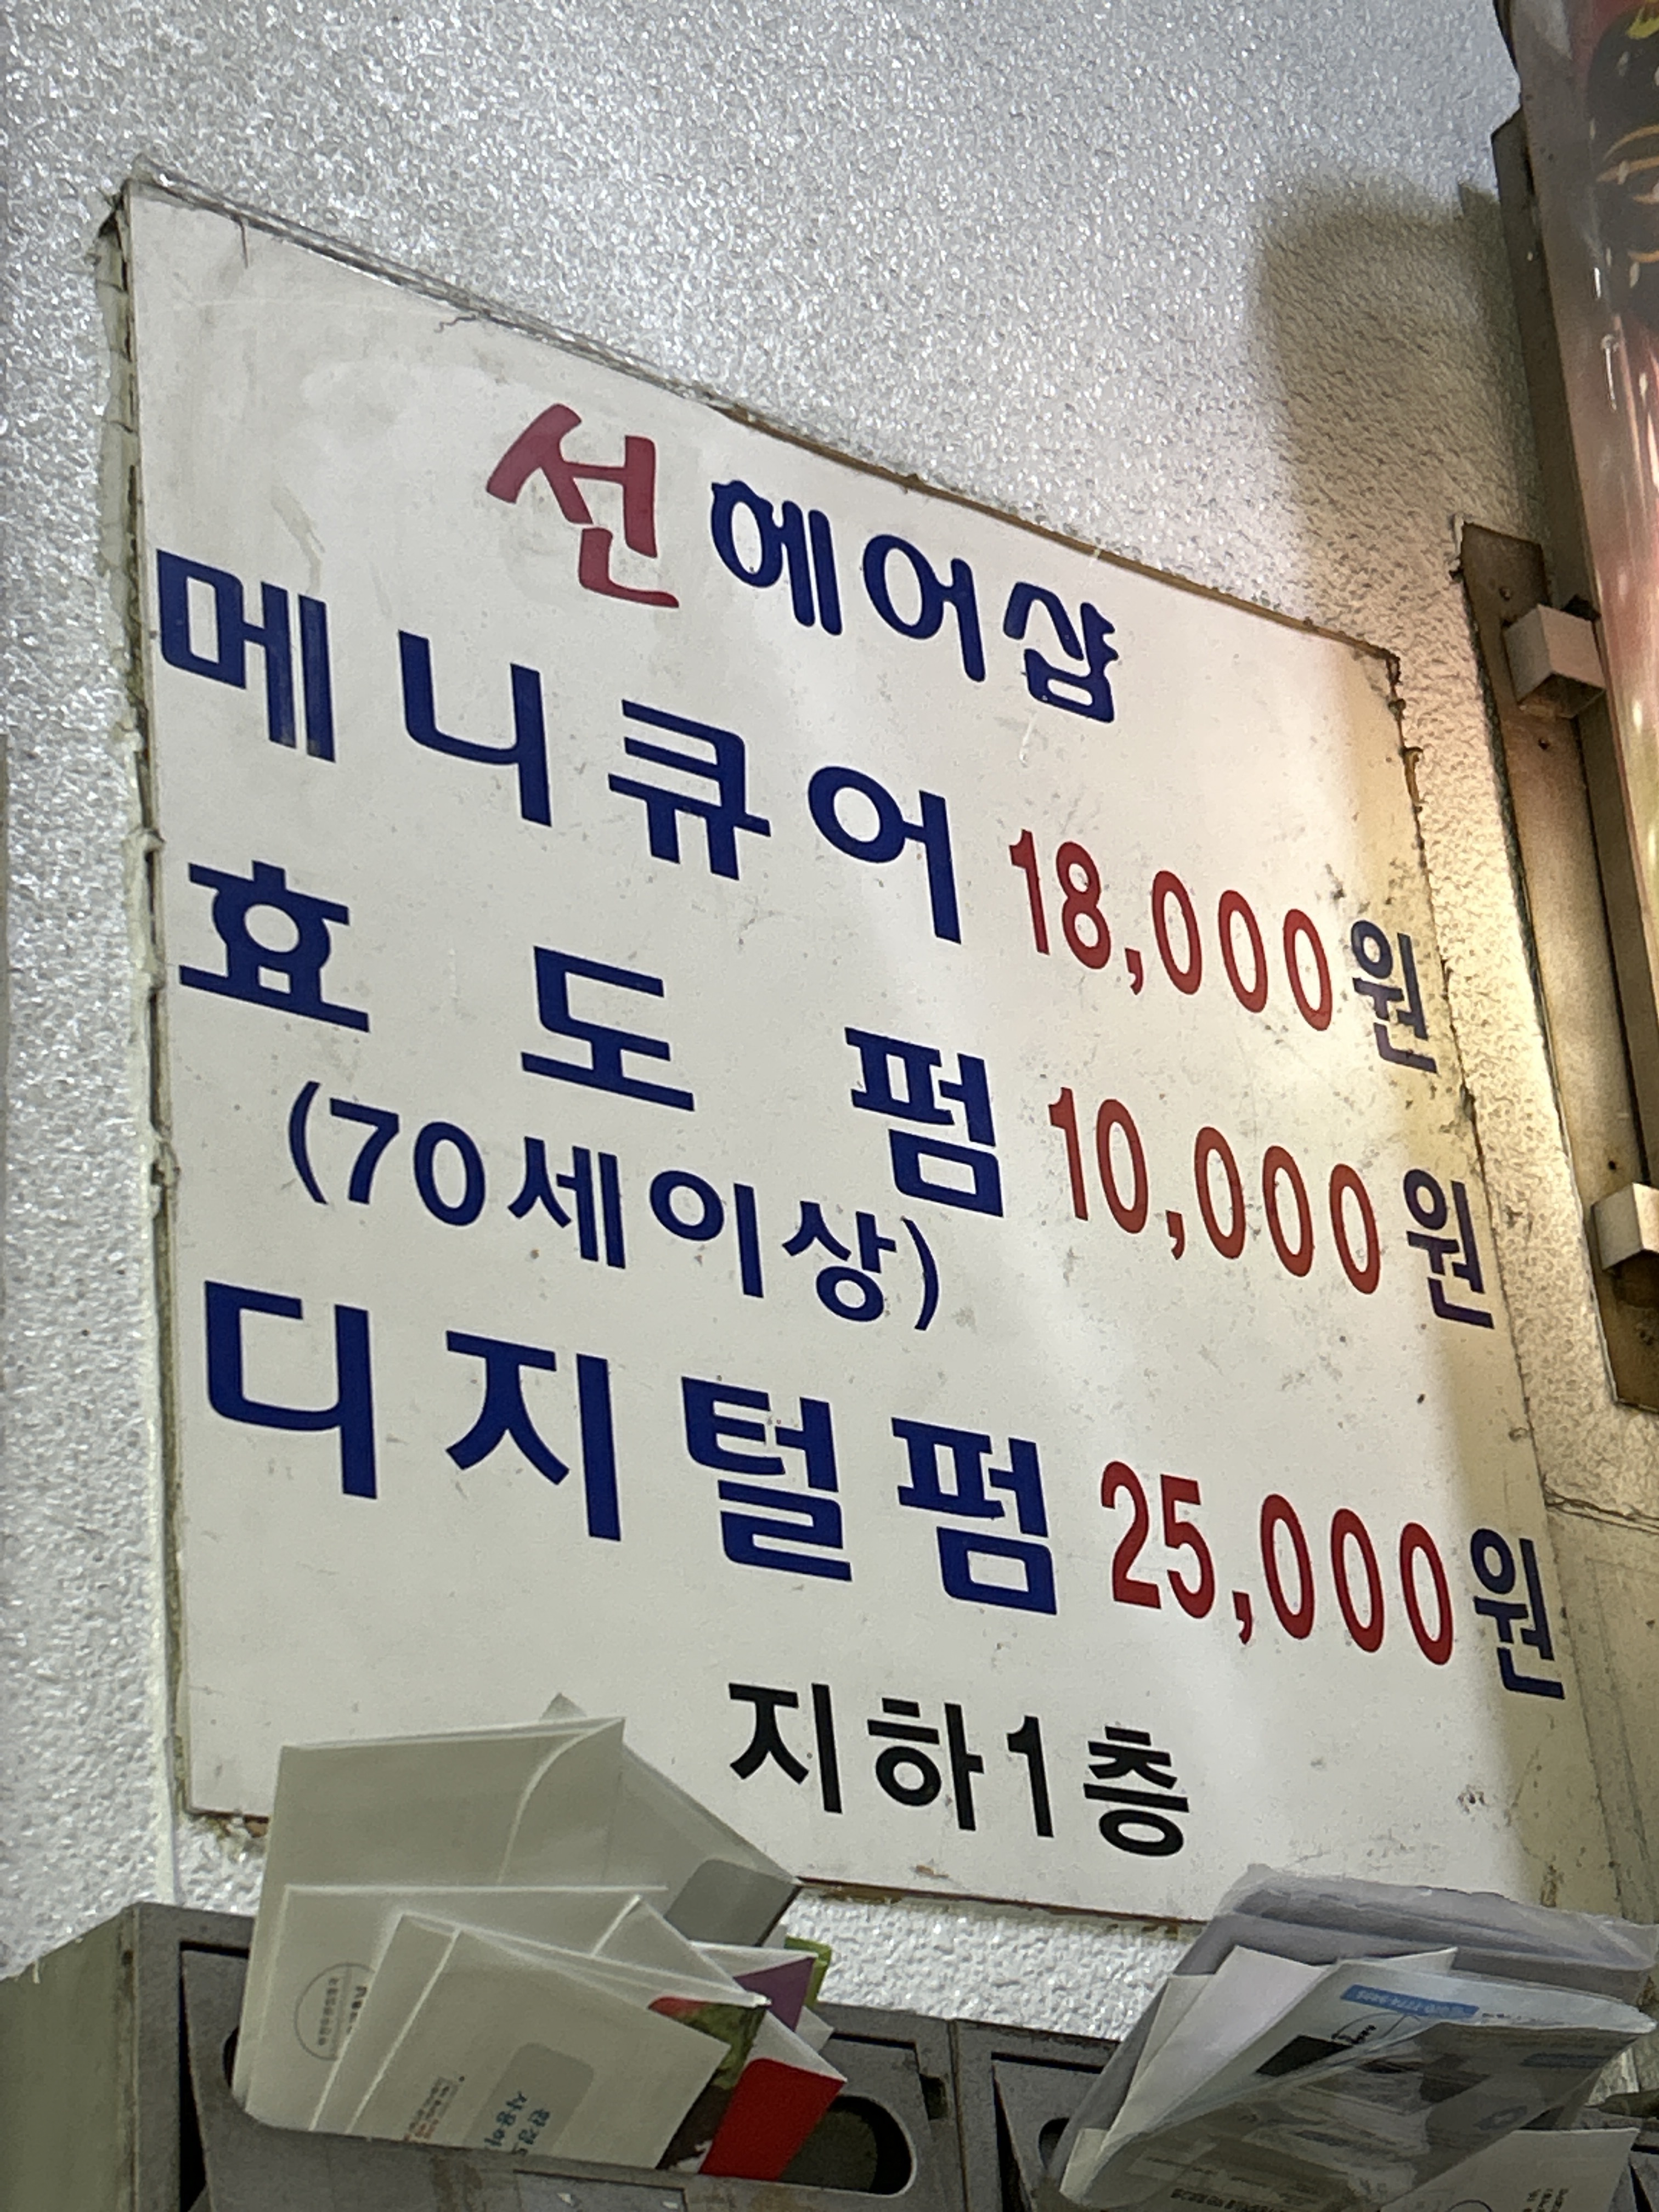 선헤어샵
메니큐어 18,000원
효도펌 10,000원
(70세이상)
디지털펌 25,000원
지하1층